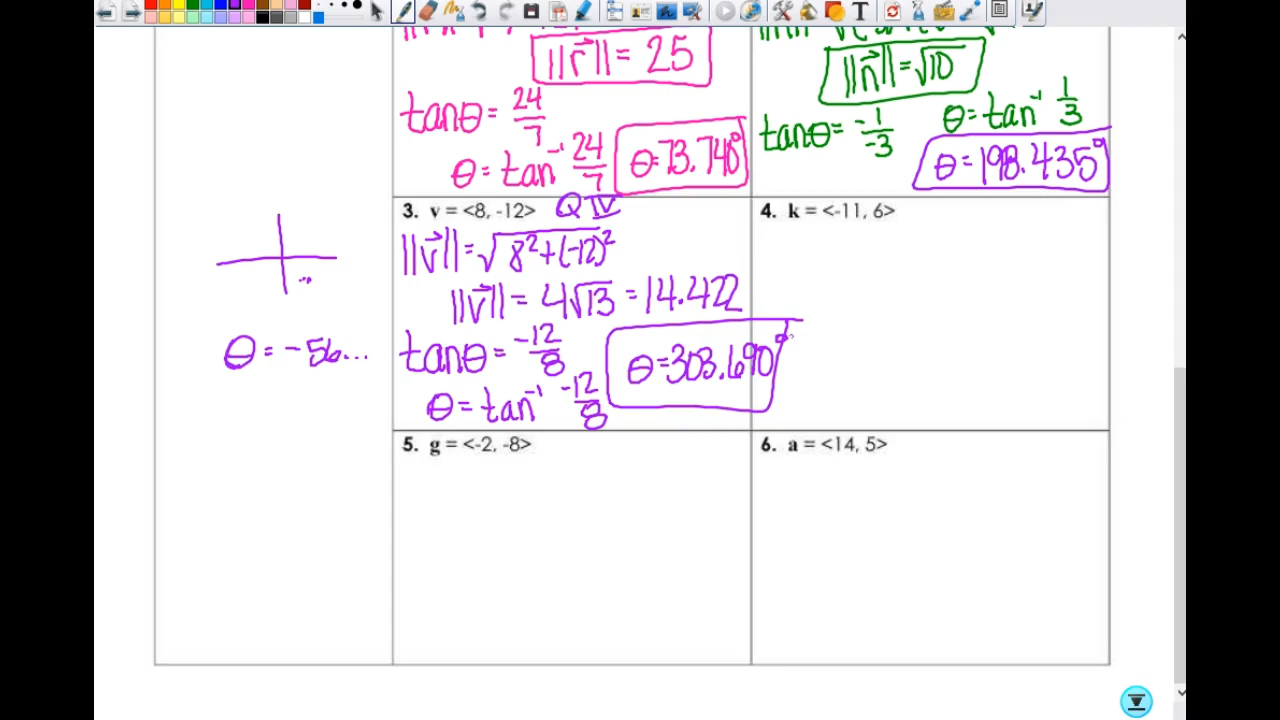 ||r⃗|| = 25
tanθ = 24/7
θ = tan⁻¹ 24/7
θ=73.740°
||n⃗|| = √10
tanθ = -1/-3
θ = tan⁻¹ 1/3
θ = 198.435°
3. v = <8, -12> QIV
||v⃗|| = √8²+(-12)²
||v⃗|| = 4√13 = 14.422
tanθ = -12/8
θ = tan⁻¹ -12/8
θ=303.690°
θ = -56...
4. k = <-11, 6>
5. g = <-2, -8>
6. a = <14, 5>